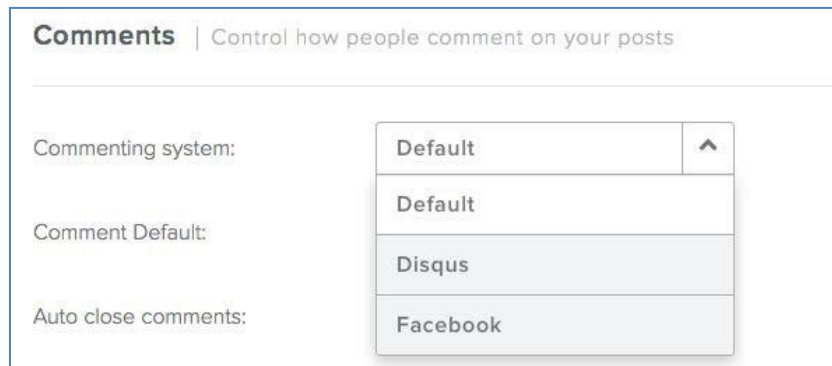 Comments | Control how people comment on your posts
Commenting system:
Default
Default
Comment Default:
Disqus
Auto close comments:
Facebook